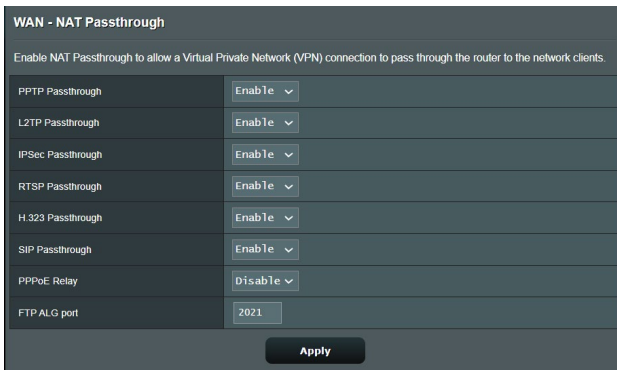 WAN - NAT Passthrough
Enable NAT Passthrough to allow a Virtual Private Network (VPN) connection to pass through the router to the network clients.
PPTP Passthrough Enable
L2TP Passthrough Enable
IPSec Passthrough Enable
RTSP Passthrough Enable
H.323 Passthrough Enable
SIP Passthrough Enable
PPPoE Relay Disable
FTP ALG port 2021
Apply